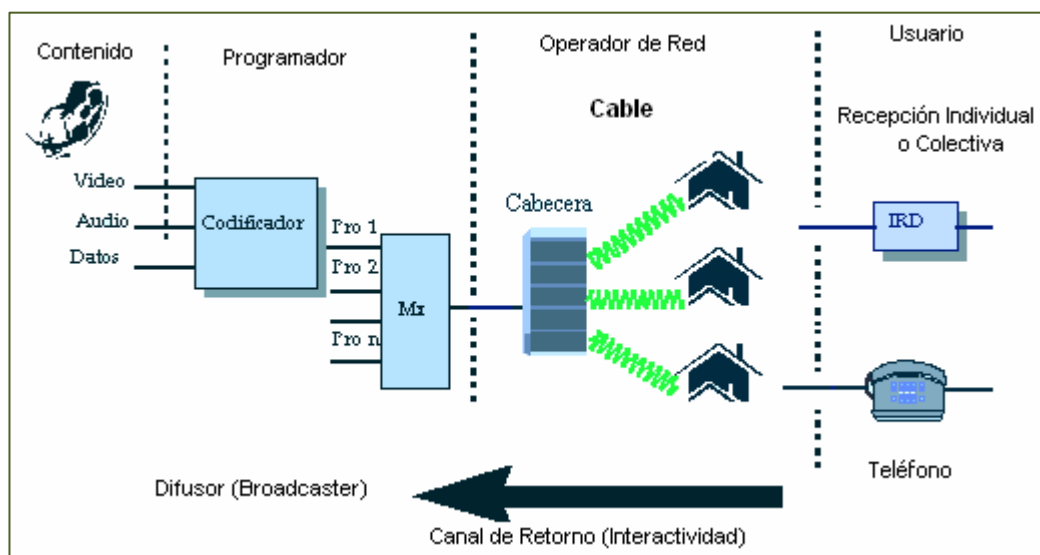 Contenido
Programador
Operador de Red
Usuario
Cable
Recepción Individual
o Colectiva
Video
Audio
Datos
Codificador
Pro 1
Pro 2
Pro n
Mx
Cabecera
IRD
Teléfono
Difusor (Broadcaster)
Canal de Retorno (Interactividad)